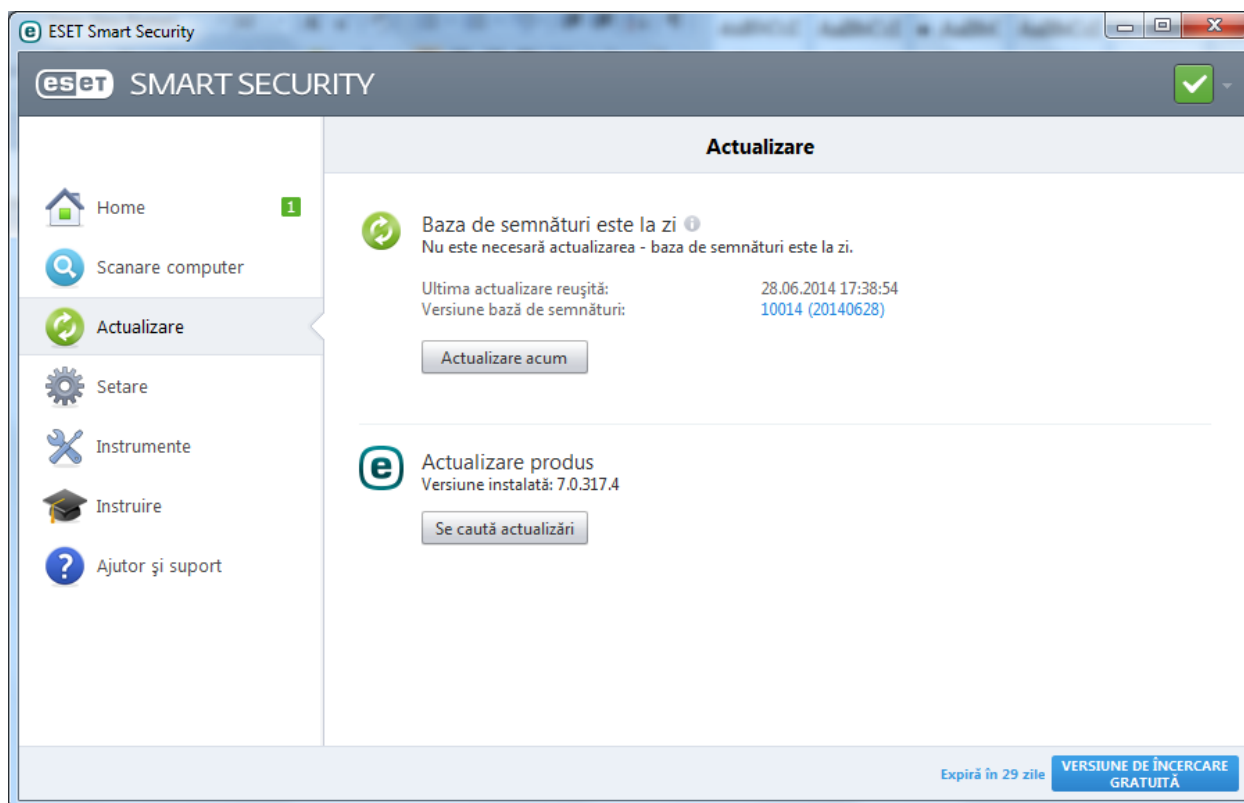 ESET Smart Security
eset SMART SECURITY
Actualizare
Home 1
Scanare computer
Actualizare
Setare
Instrumente
Instruire
Ajutor şi suport
Baza de semnături este la zi
Nu este necesară actualizarea - baza de semnături este la zi.
Ultima actualizare reuşită: 28.06.2014 17:38:54
Versiune bază de semnături: 10014 (20140628)
Actualizare acum
Actualizare produs
Versiune instalată: 7.0.317.4
Se caută actualizări
Expiră în 29 zile
VERSIUNE DE ÎNCERCARE
GRATUITĂ